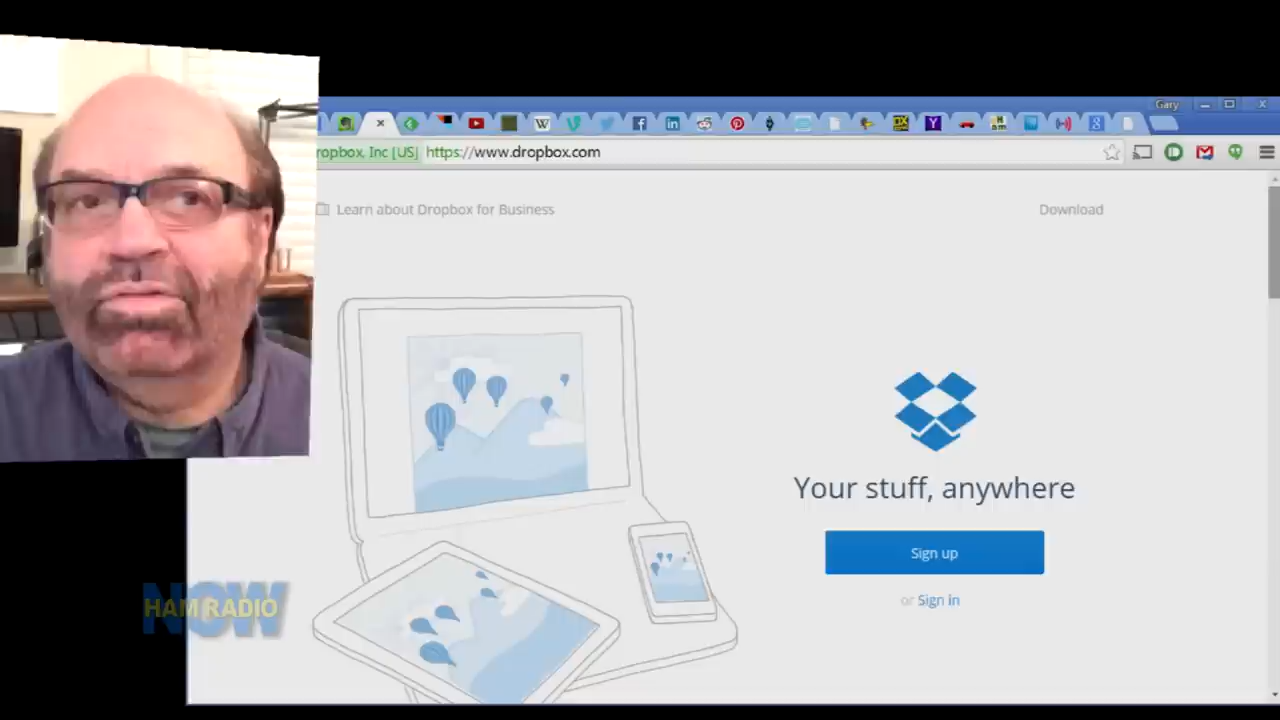 Gary
ropbox, Inc [US] https://www.dropbox.com
Learn about Dropbox for Business
Download
Your stuff, anywhere
Sign up
or Sign in
NOW
HAM RADIO